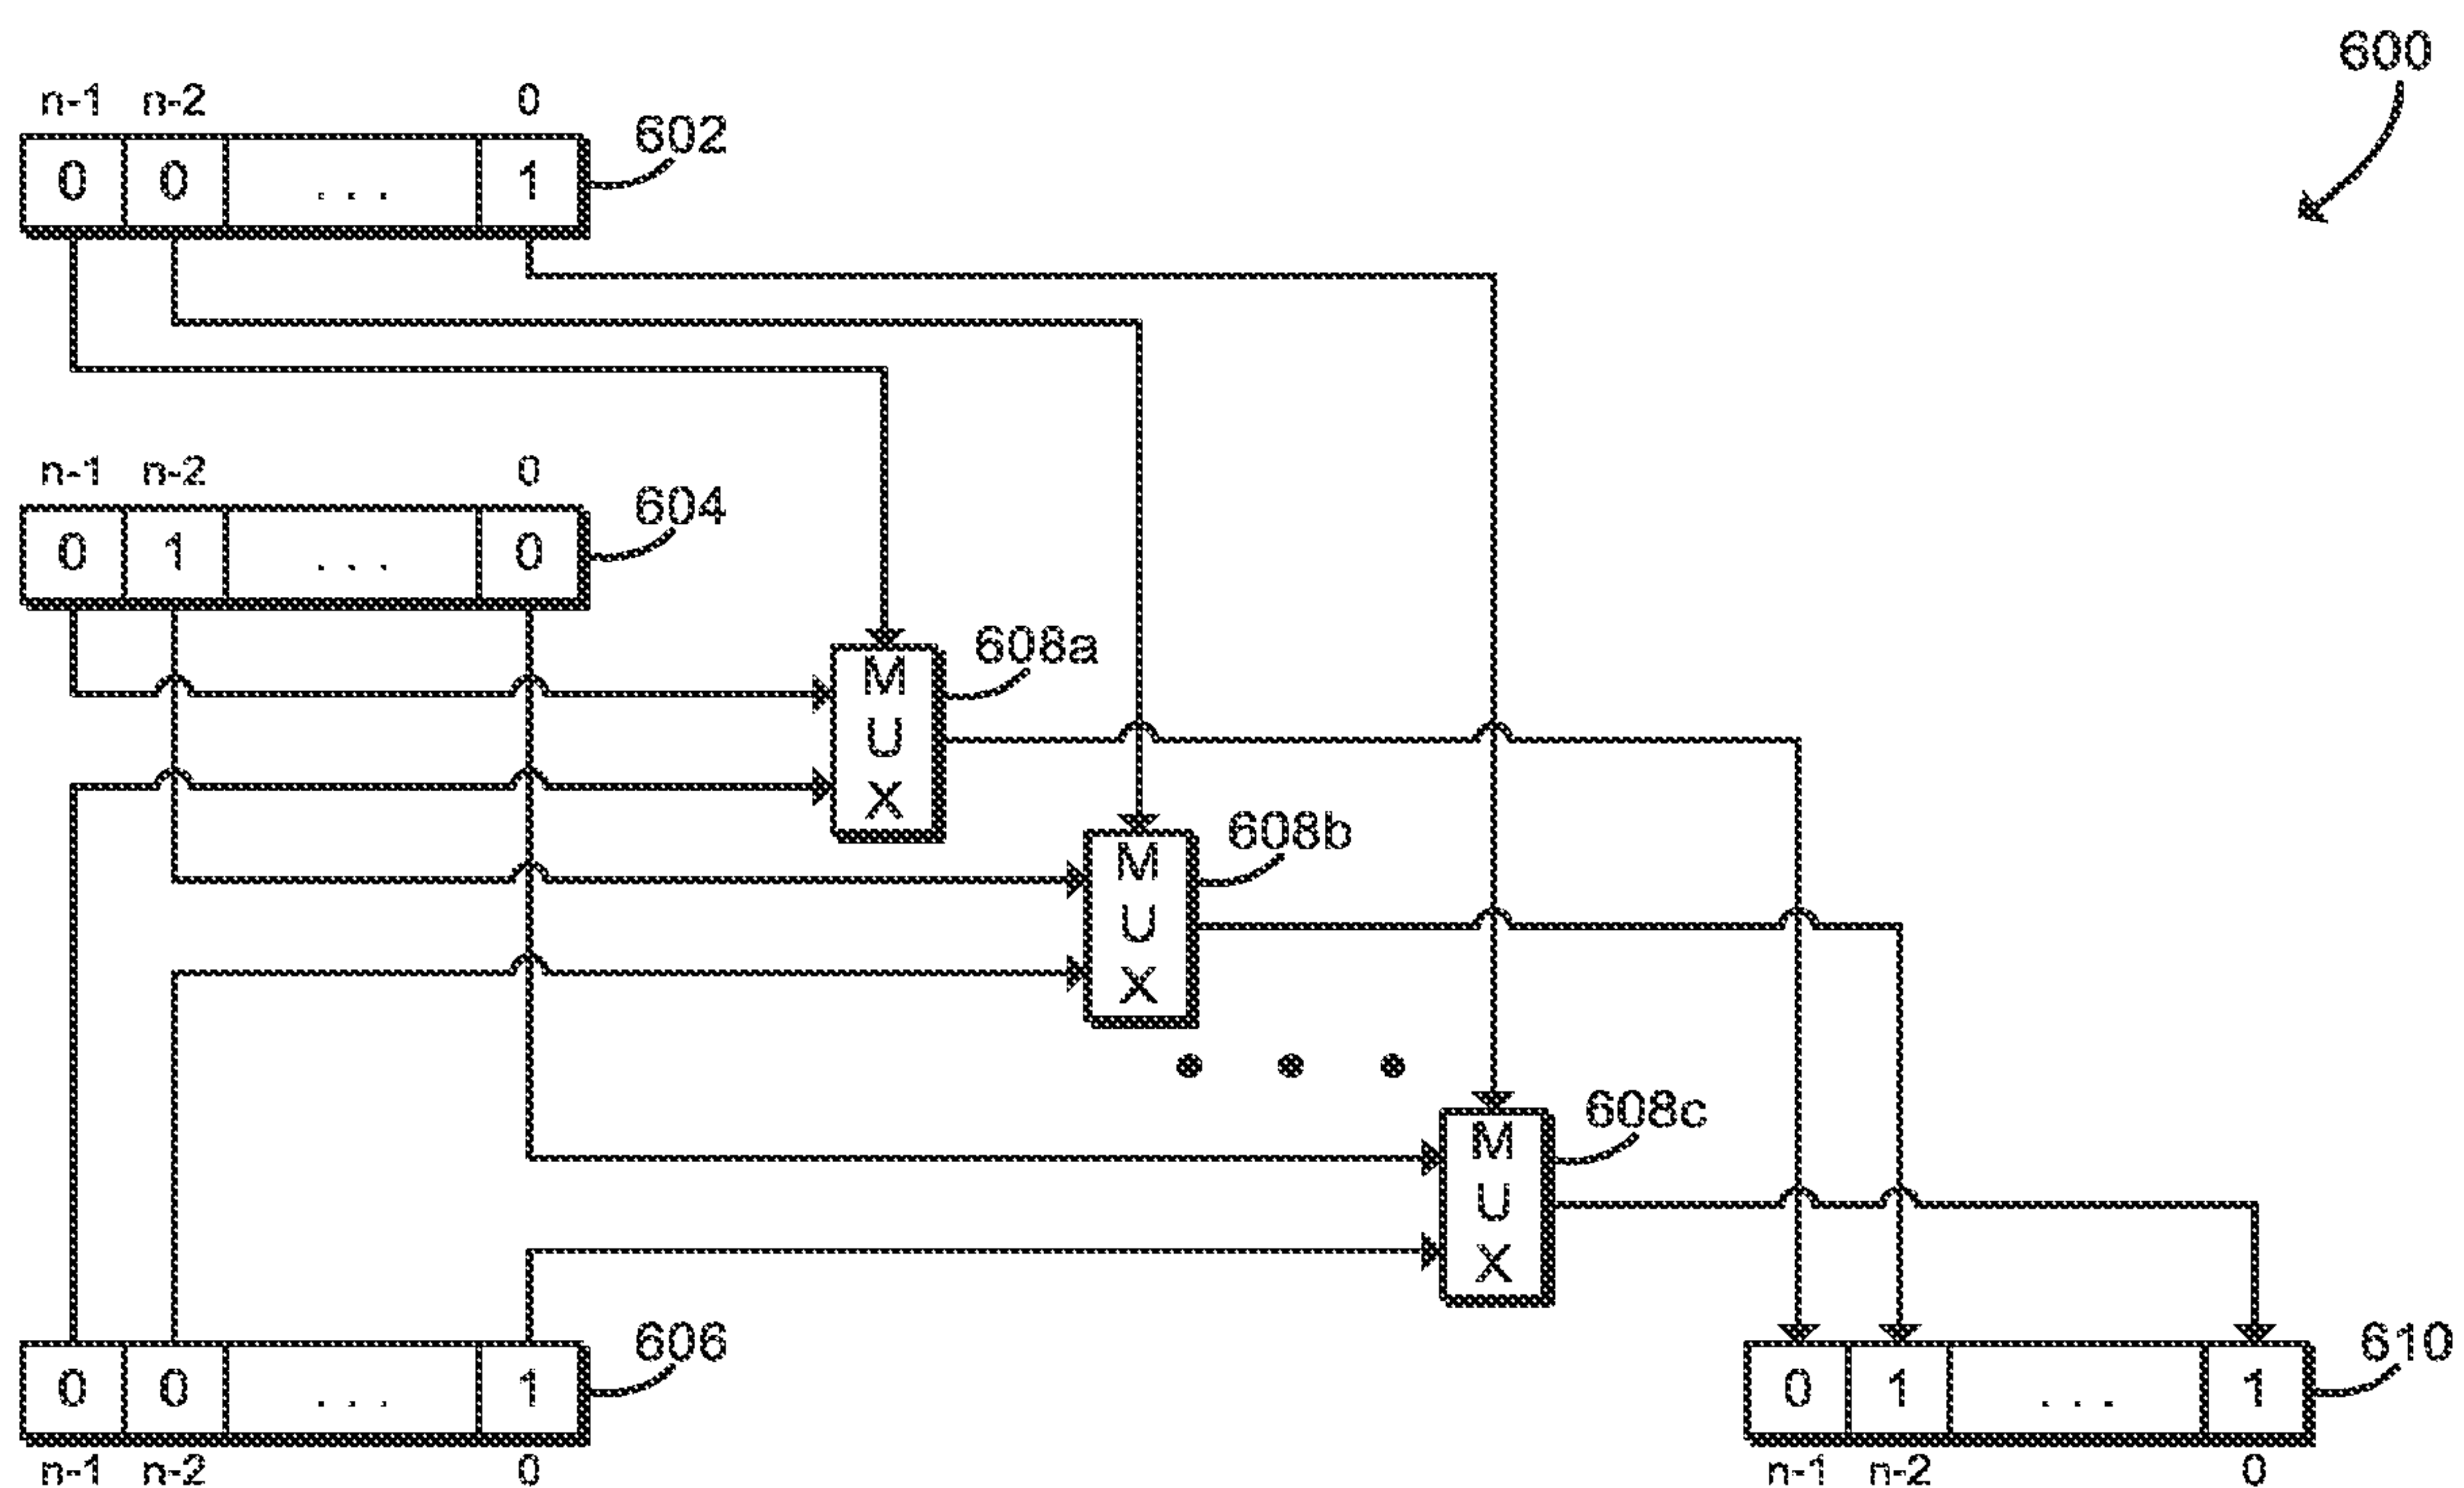 600
n-1 n-2 0
602
0 0 . . . 1
n-1 n-2 0
604
0 1 . . . 0
608a
M
U
X
608b
M
U
X
608c
M
U
X
606
0 0 . . . 1
n-1 n-2 0
610
0 1 . . . 1
n-1 n-2 0